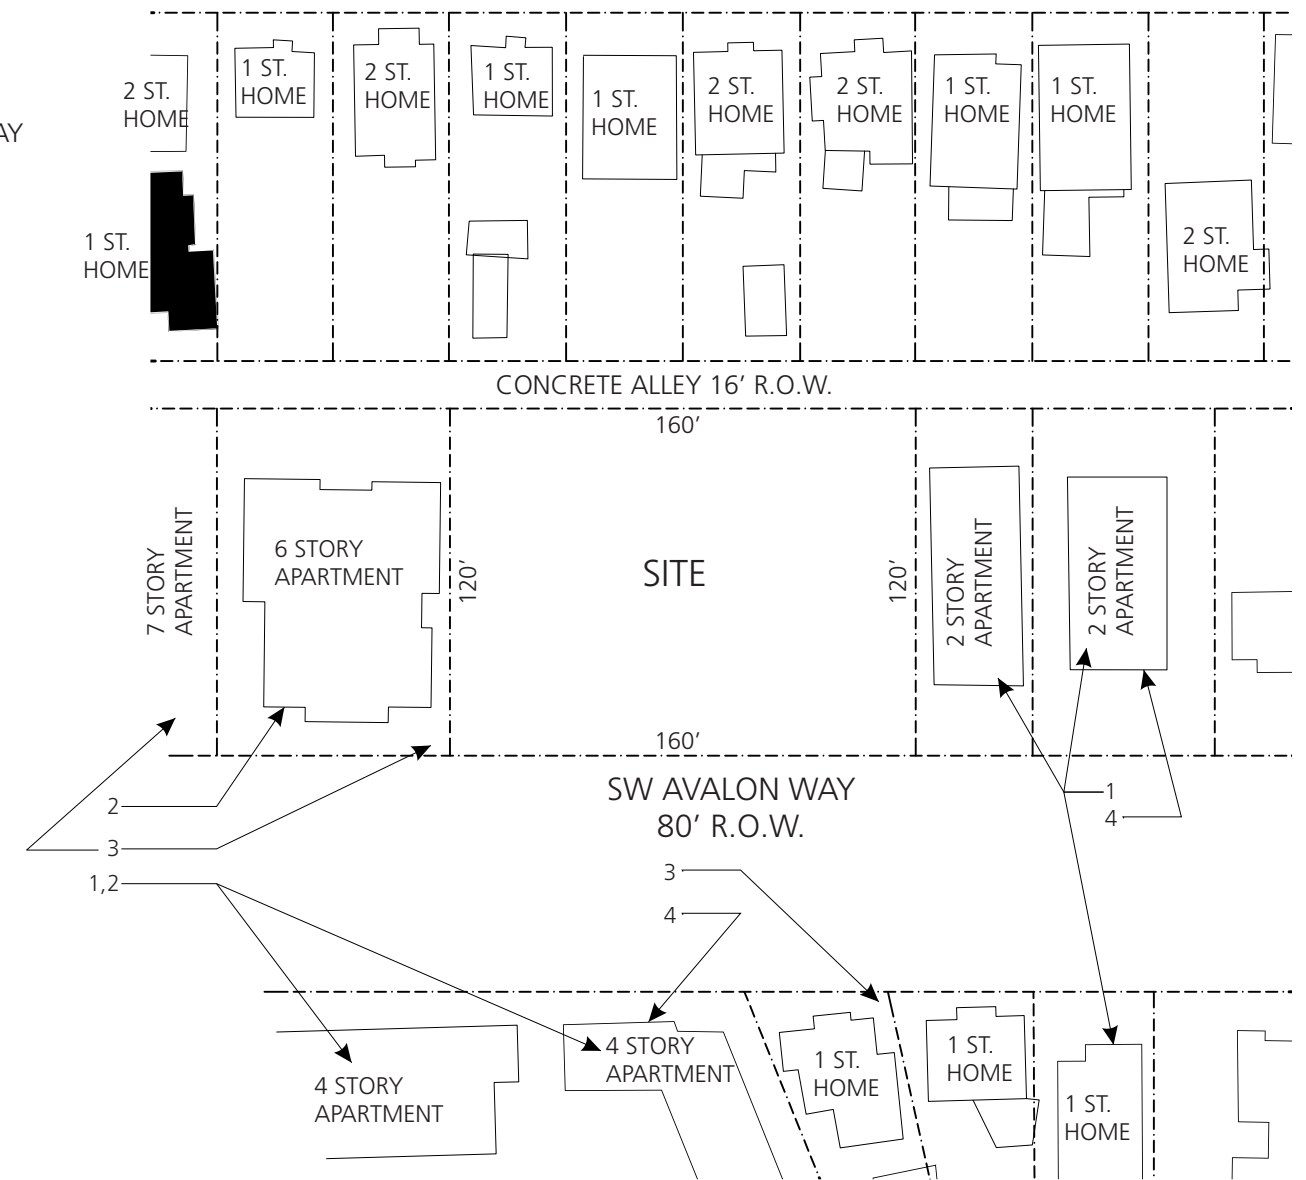 2 ST.
HOME
1 ST.
HOME
2 ST.
HOME
1 ST.
HOME
1 ST.
HOME
2 ST.
HOME
2 ST.
HOME
1 ST.
HOME
1 ST.
HOME
AY
1 ST.
HOME
2 ST.
HOME
CONCRETE ALLEY 16' R.O.W.
160'
7 STORY
APARTMENT
6 STORY
APARTMENT
120'
SITE
120'
2 STORY
APARTMENT
2 STORY
APARTMENT
160'
SW AVALON WAY
80' R.O.W.
2
3
1,2
1
4
3
4
4 STORY
APARTMENT
4 STORY
APARTMENT
1 ST.
HOME
1 ST.
HOME
1 ST.
HOME